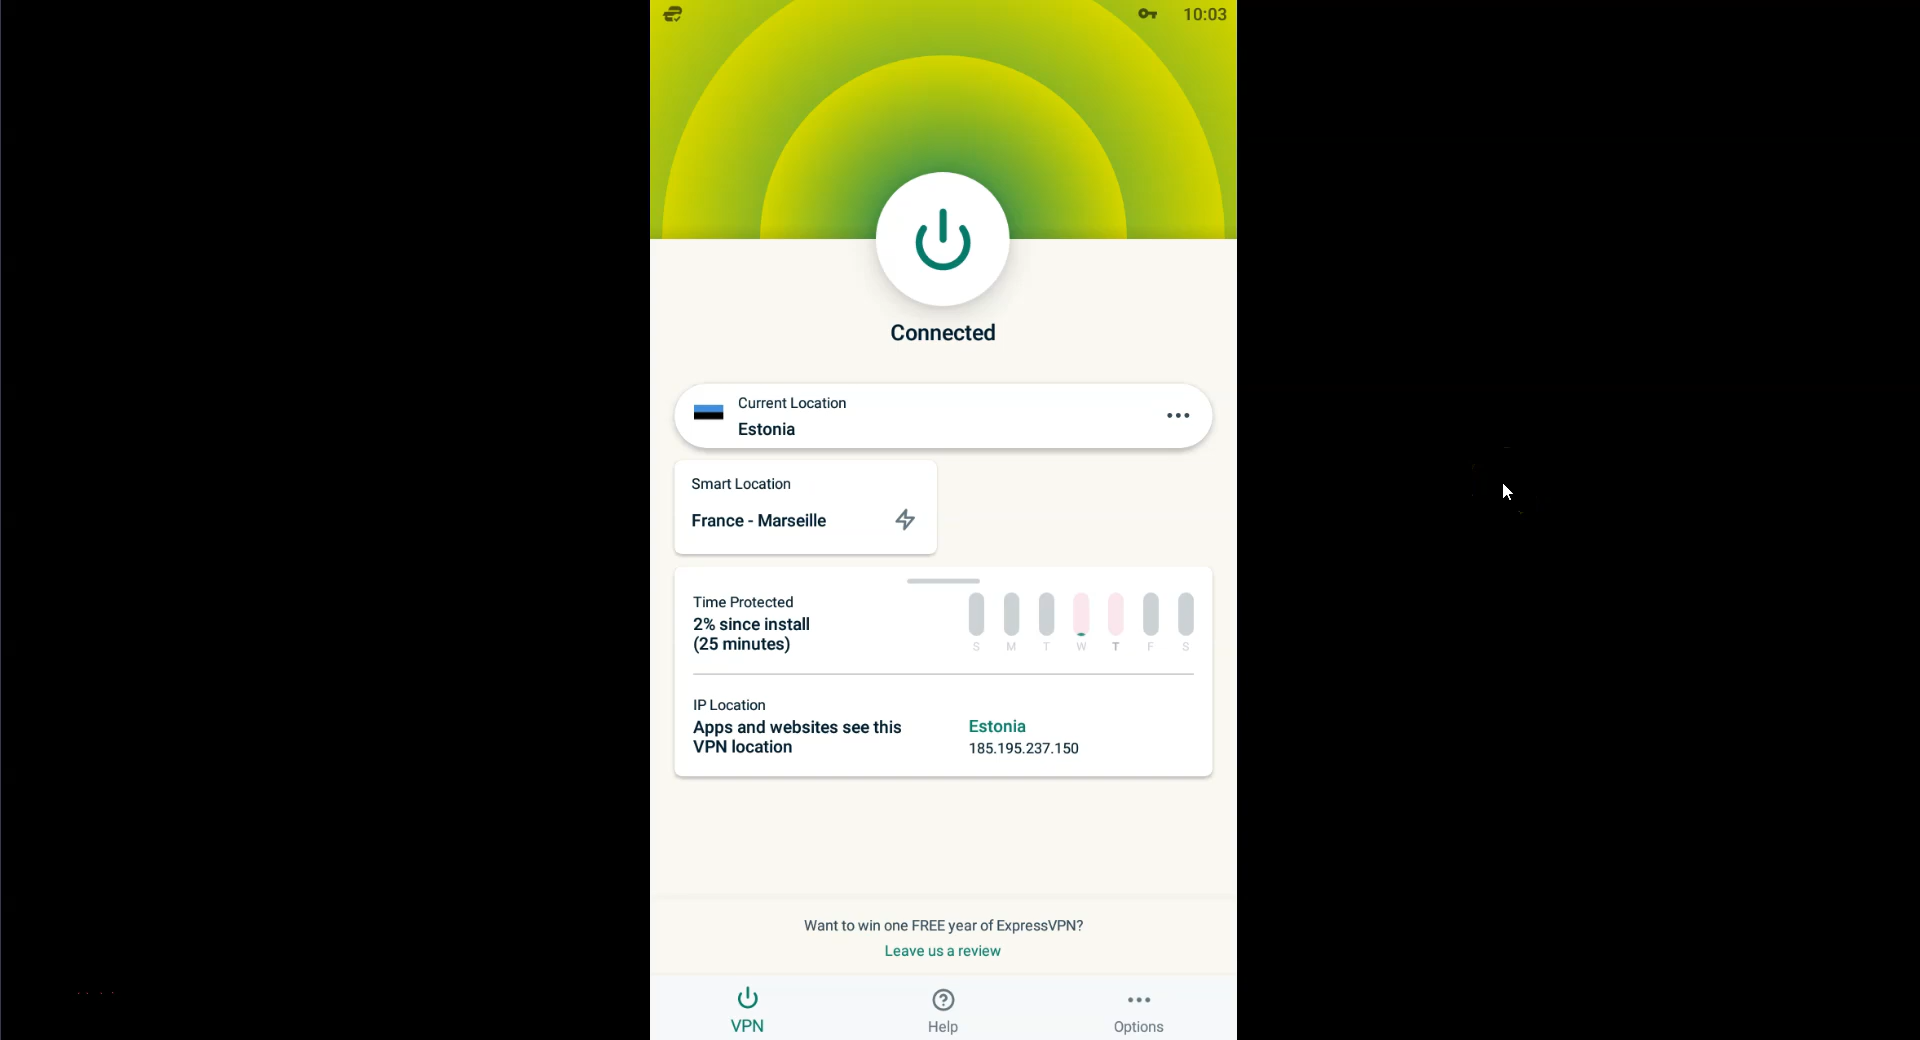 10:03
Connected
Current Location
Estonia
Smart Location
France - Marseille
Time Protected
2% since install
(25 minutes)
S M T W T F S
IP Location
Apps and websites see this
VPN location
Estonia
185.195.237.150
Want to win one FREE year of ExpressVPN?
Leave us a review
VPN
Help
Options